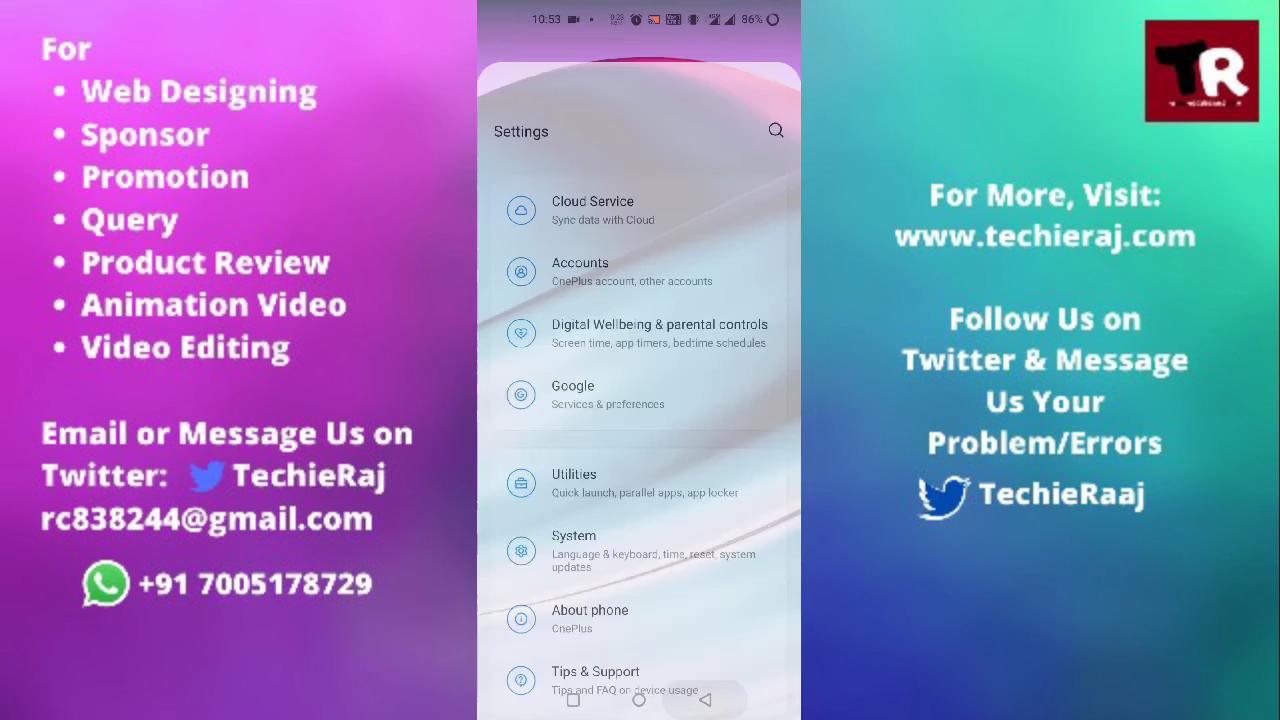 For
• Web Designing
• Sponsor
• Promotion
• Query
• Product Review
• Animation Video
• Video Editing
Email or Message Us on
Twitter: TechieRaj
rc838244@gmail.com
+91 7005178729
10:53
0.23
86%
Settings
Cloud Service
Sync data with Cloud
Accounts
OnePlus account, other accounts
Digital Wellbeing & parental controls
Screen time, app timers, bedtime schedules
Google
Services & preferences
Utilities
Quick launch, parallel apps, app locker
System
Language & keyboard, time, reset, system
updates
About phone
OnePlus
Tips & Support
Tips and FAQ on device usage
TR
For More, Visit:
www.techieraj.com
Follow Us on
Twitter & Message
Us Your
Problem/Errors
TechieRaaj